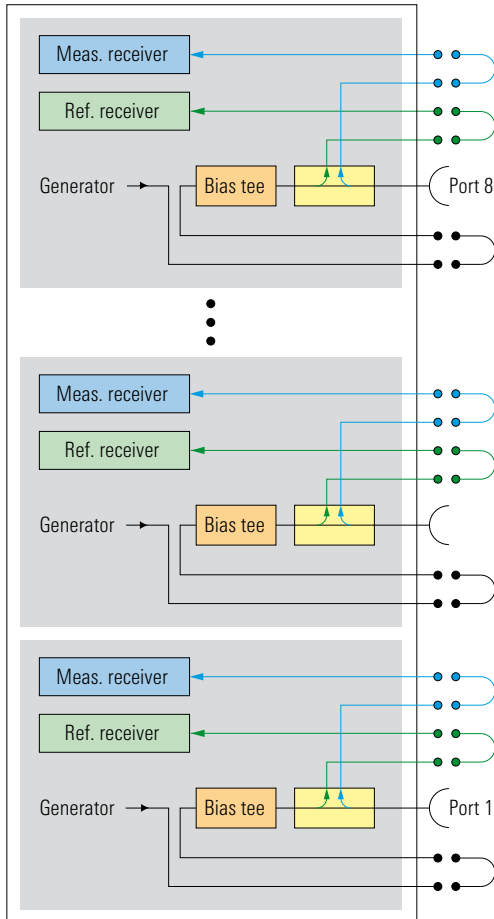 Meas. receiver
Ref. receiver
Generator
Bias tee
Port 8
Meas. receiver
Ref. receiver
Generator
Bias tee
Meas. receiver
Ref. receiver
Generator
Bias tee
Port 1